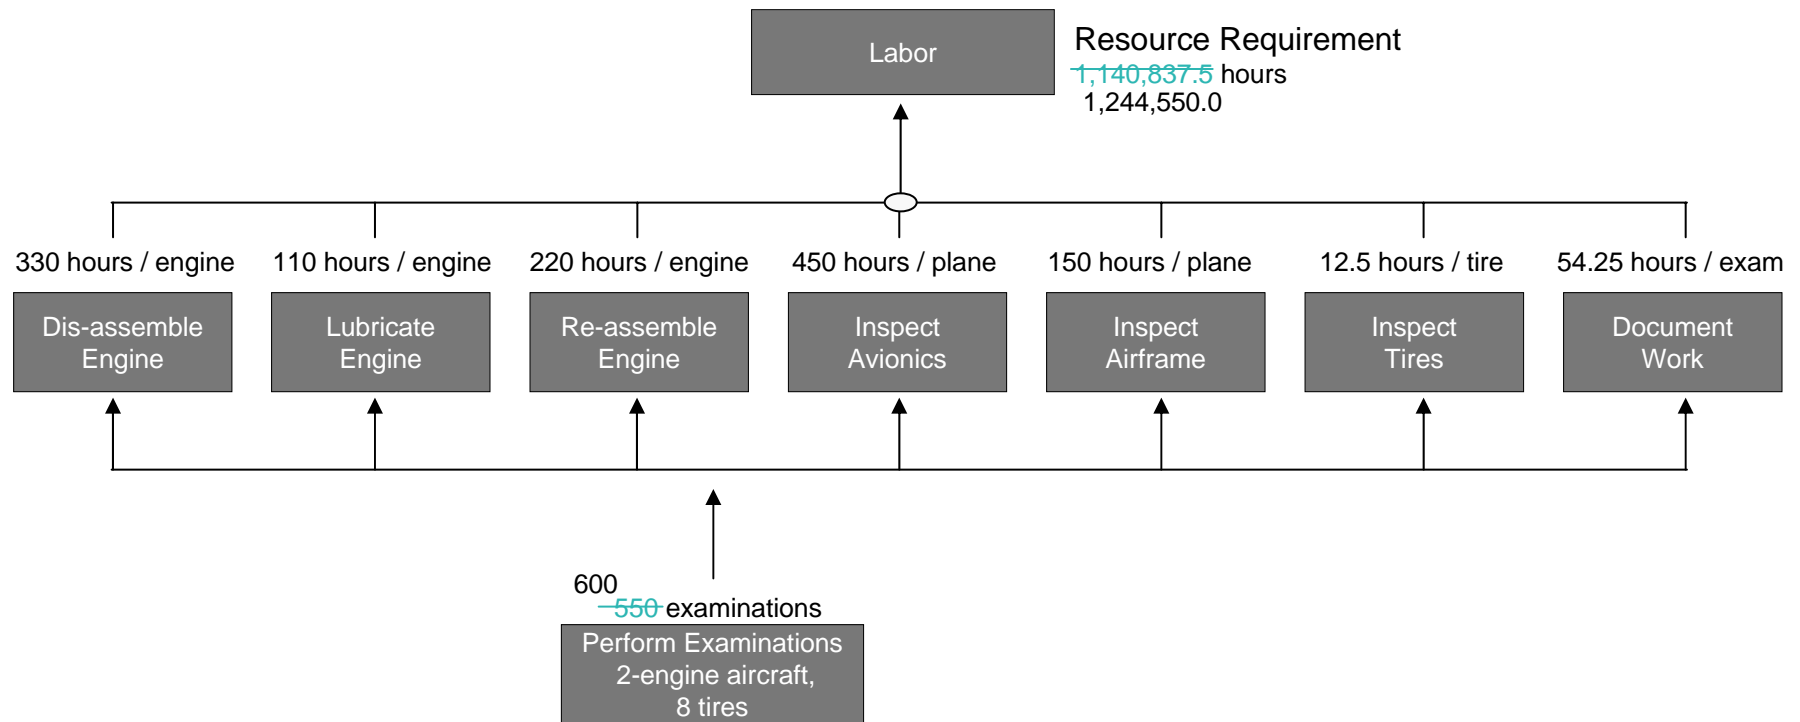 Labor
Resource Requirement
1,140,837.5 hours
1,244,550.0
330 hours / engine
110 hours / engine
220 hours / engine
450 hours / plane
150 hours / plane
12.5 hours / tire
54.25 hours / exam
Dis-assemble
Engine
Lubricate
Engine
Re-assemble
Engine
Inspect
Avionics
Inspect
Airframe
Inspect
Tires
Document
Work
600
550 examinations
Perform Examinations
2-engine aircraft,
8 tires